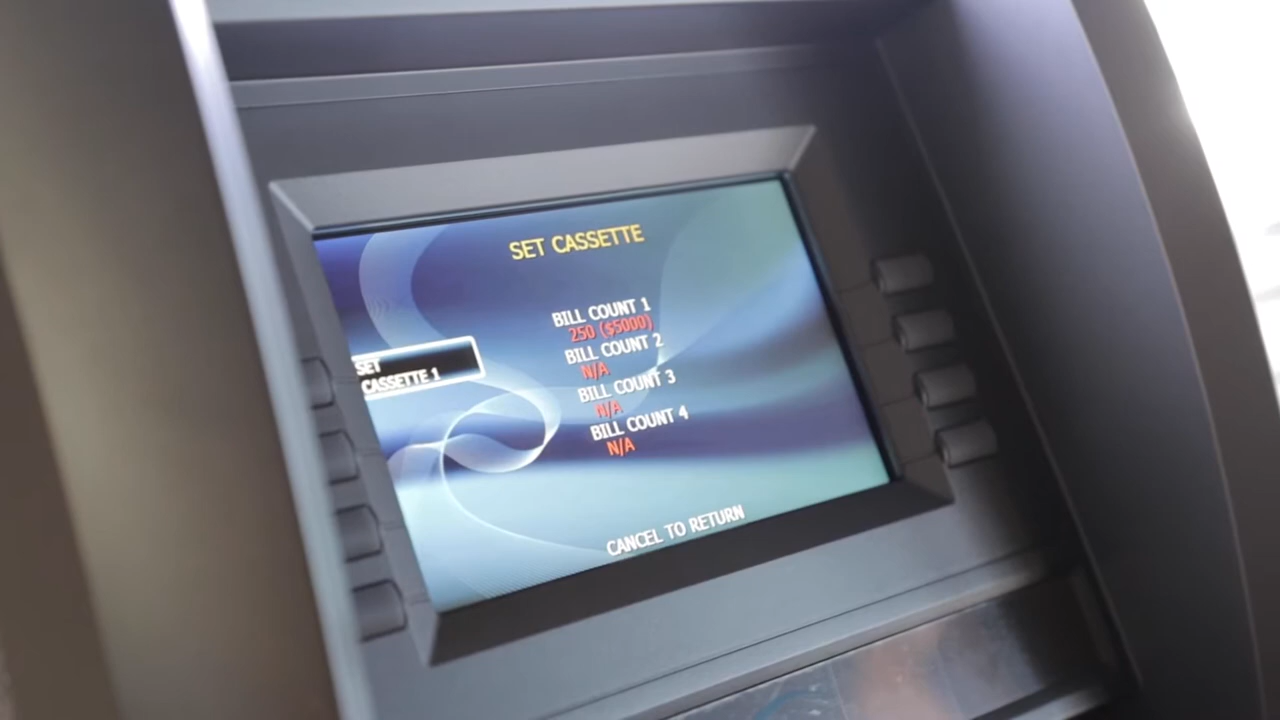 SET CASSETTE
BILL COUNT 1
250 ($5000)
BILL COUNT 2
N/A
BILL COUNT 3
N/A
BILL COUNT 4
N/A
SET
CASSETTE 1
CANCEL TO RETURN